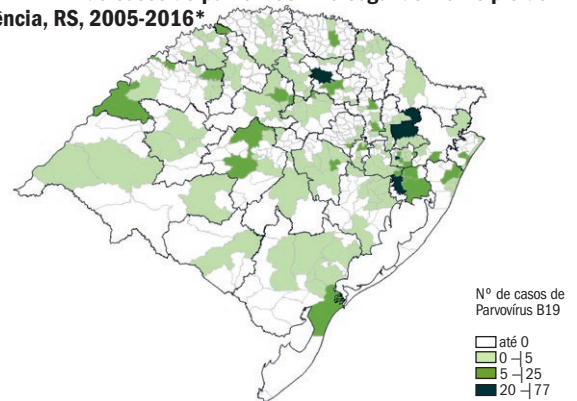 ência, RS, 2005-2016*
Nº de casos de
Parvovírus B19
até 0
0 ⊣ 5
5 ⊣ 25
20 ⊣ 77